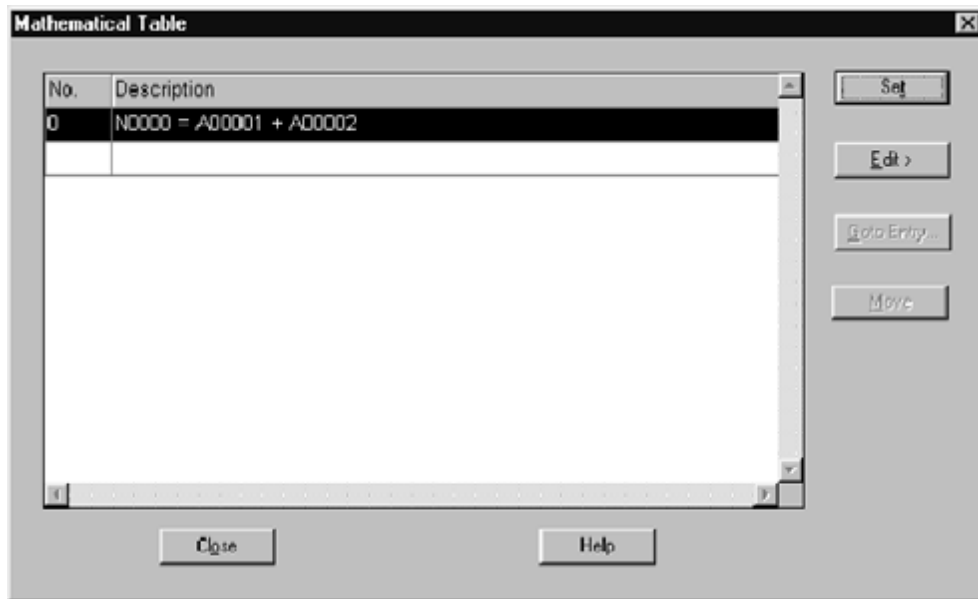 Mathematical Table
No. Description
0 N0000 = A00001 + A00002
Set
Edit >
Goto Entry...
Move
Close
Help